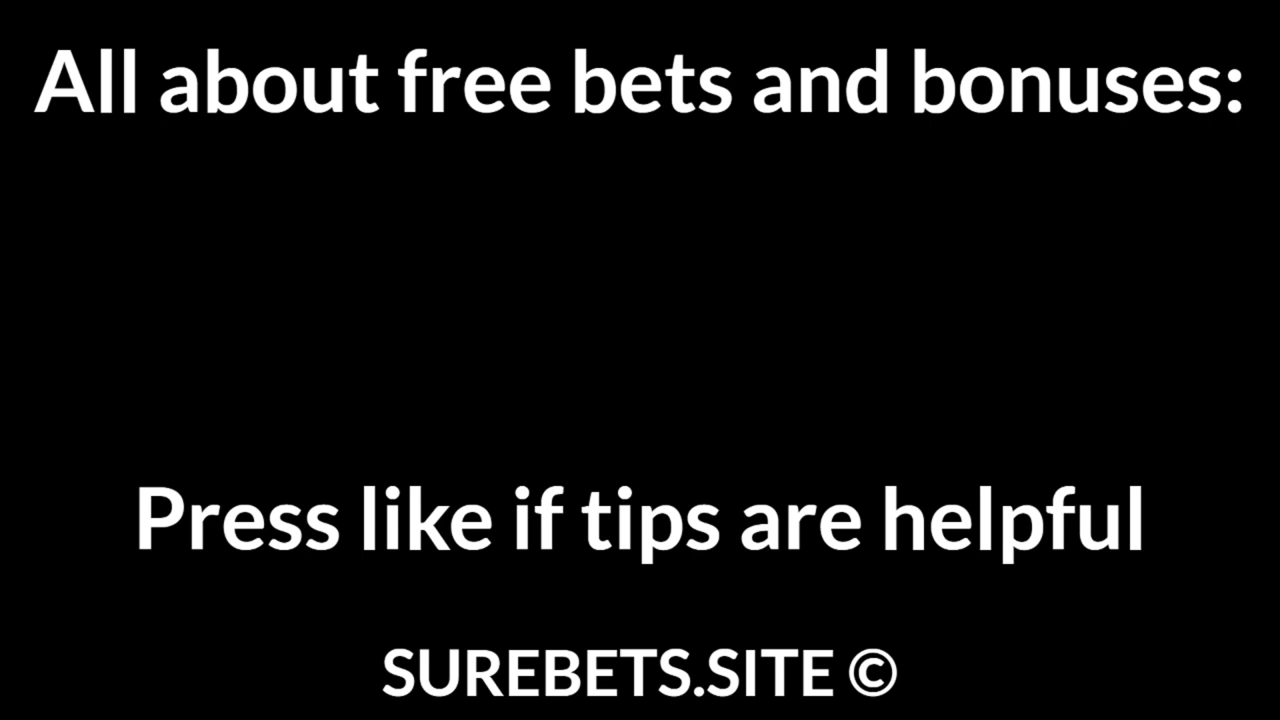 All about free bets and bonuses:
Press like if tips are helpful
SUREBETS.SITE ©